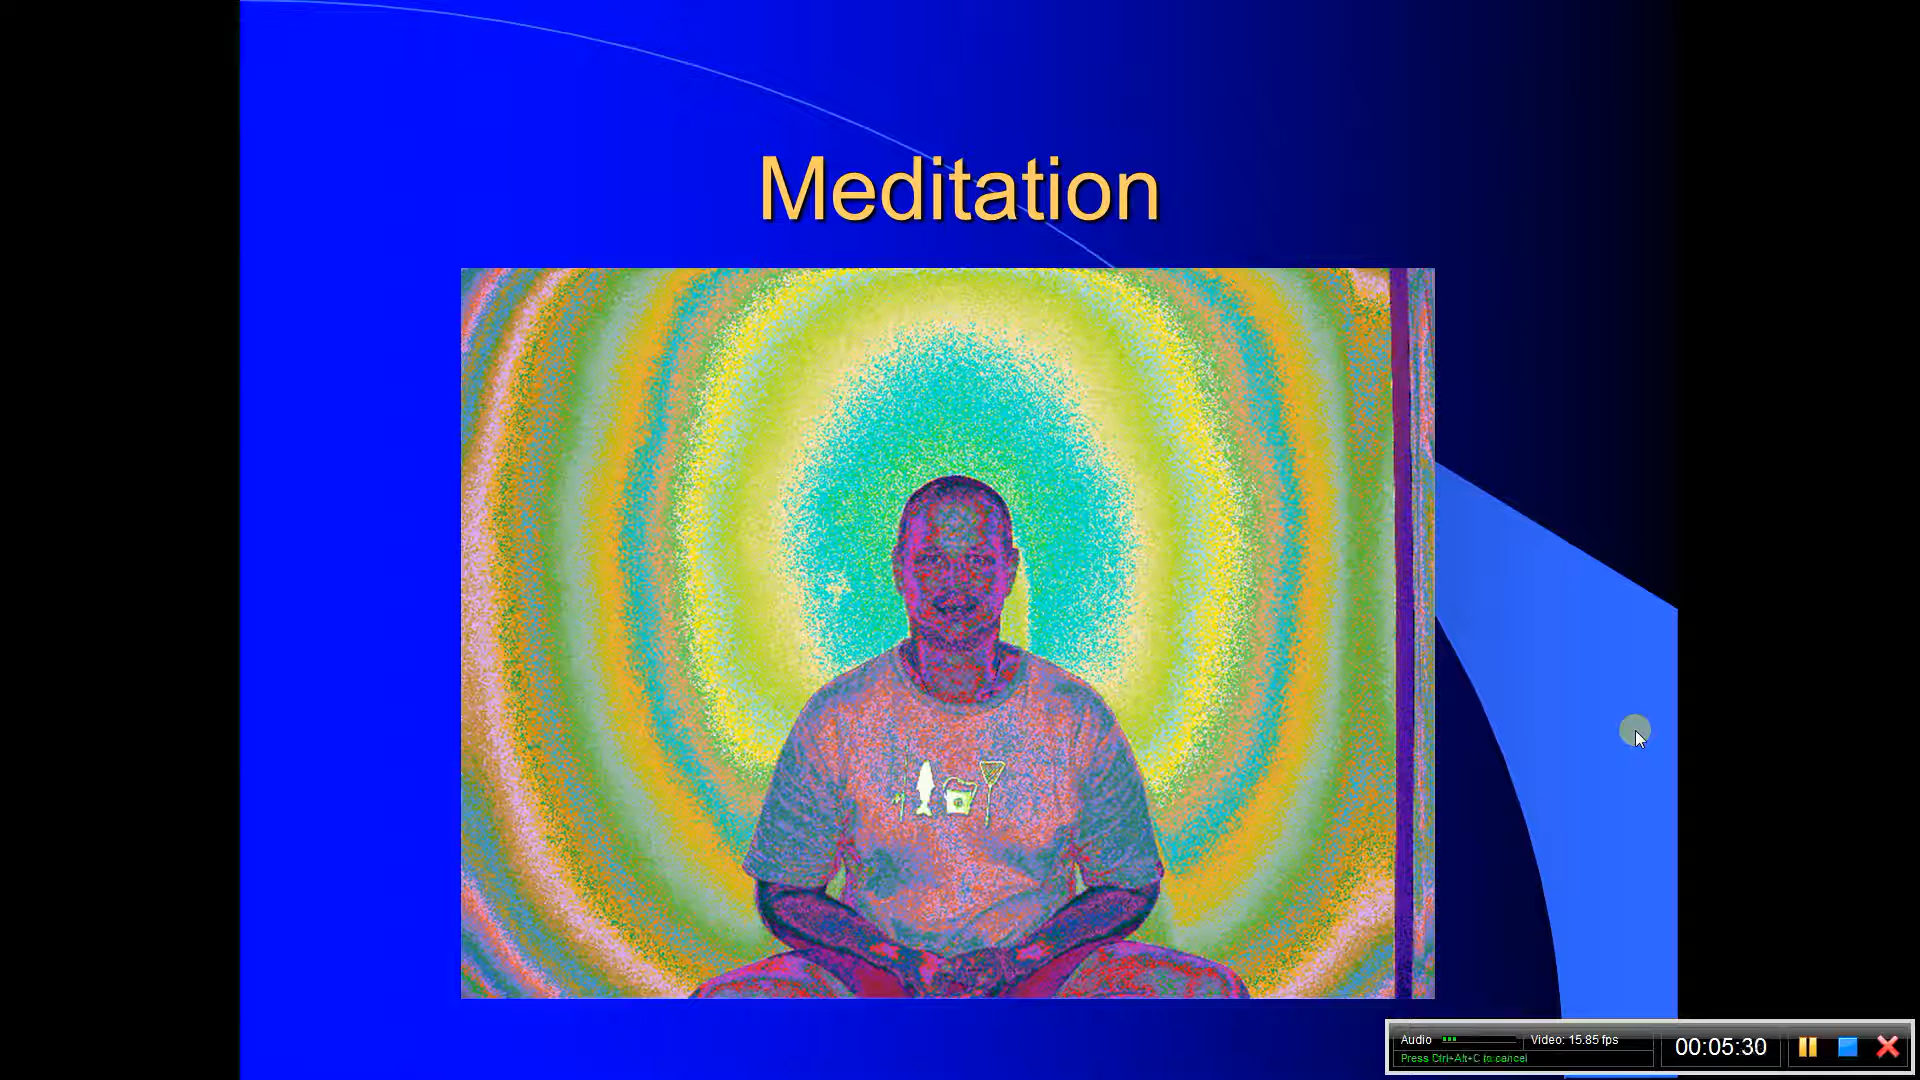 Meditation
Audio
Video: 15.85 fps
Press Ctrl+Alt+C to cancel
00:05:30